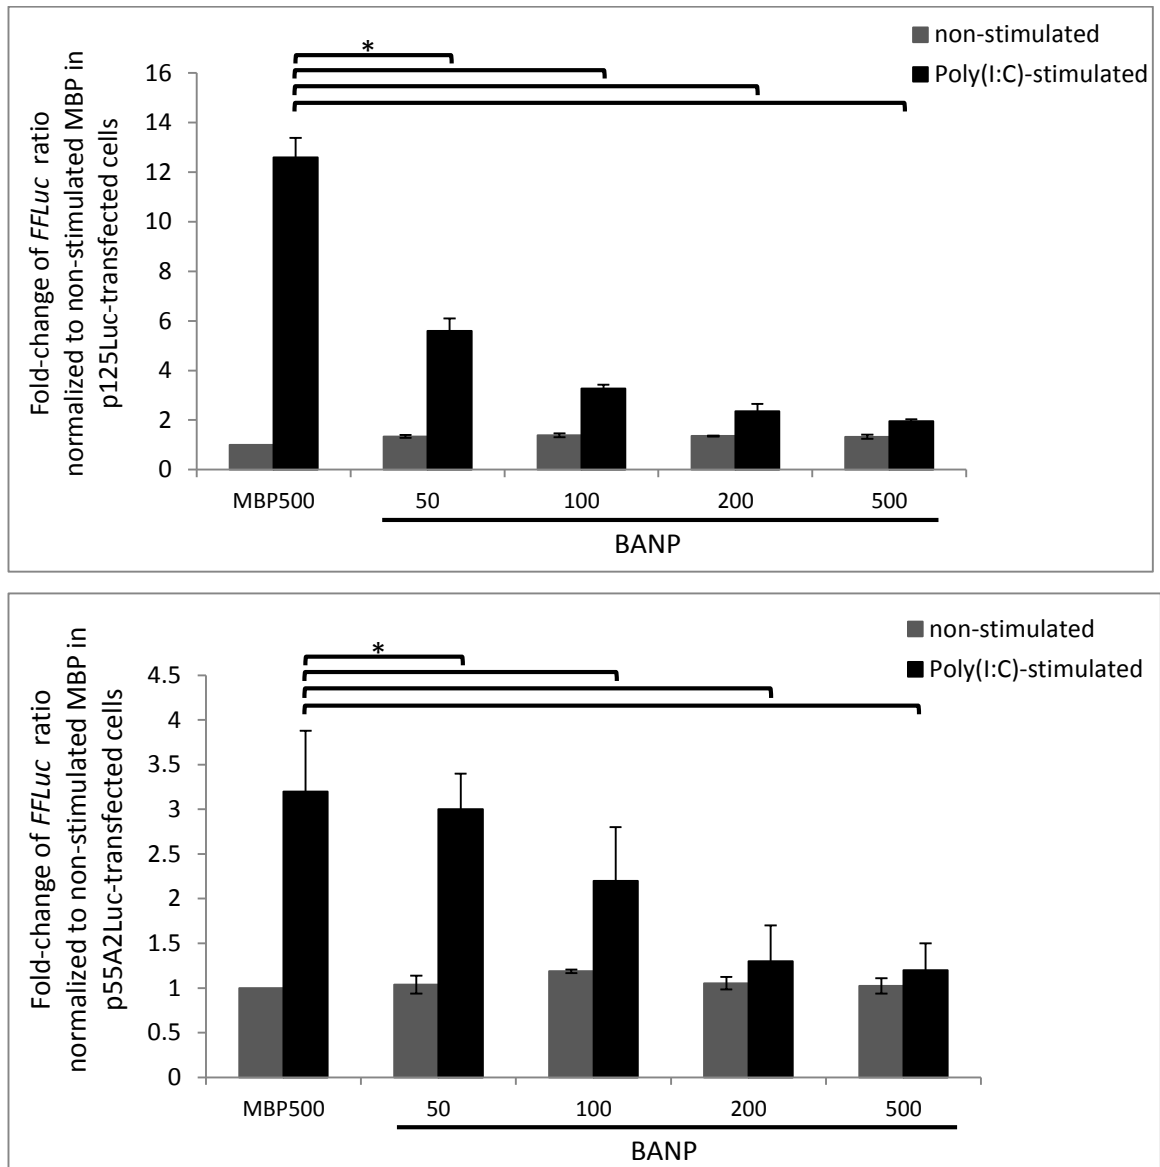 non-stimulated
Poly(I:C)-stimulated
*
Fold-change of FFLuc ratio
normalized to non-stimulated MBP in
p125Luc-transfected cells
16
14
12
10
8
6
4
2
0
MBP500 50 100 200 500
BANP
non-stimulated
Poly(I:C)-stimulated
*
Fold-change of FFLuc ratio
normalized to non-stimulated MBP in
p55A2Luc-transfected cells
4.5
4
3.5
3
2.5
2
1.5
1
0.5
0
MBP500 50 100 200 500
BANP